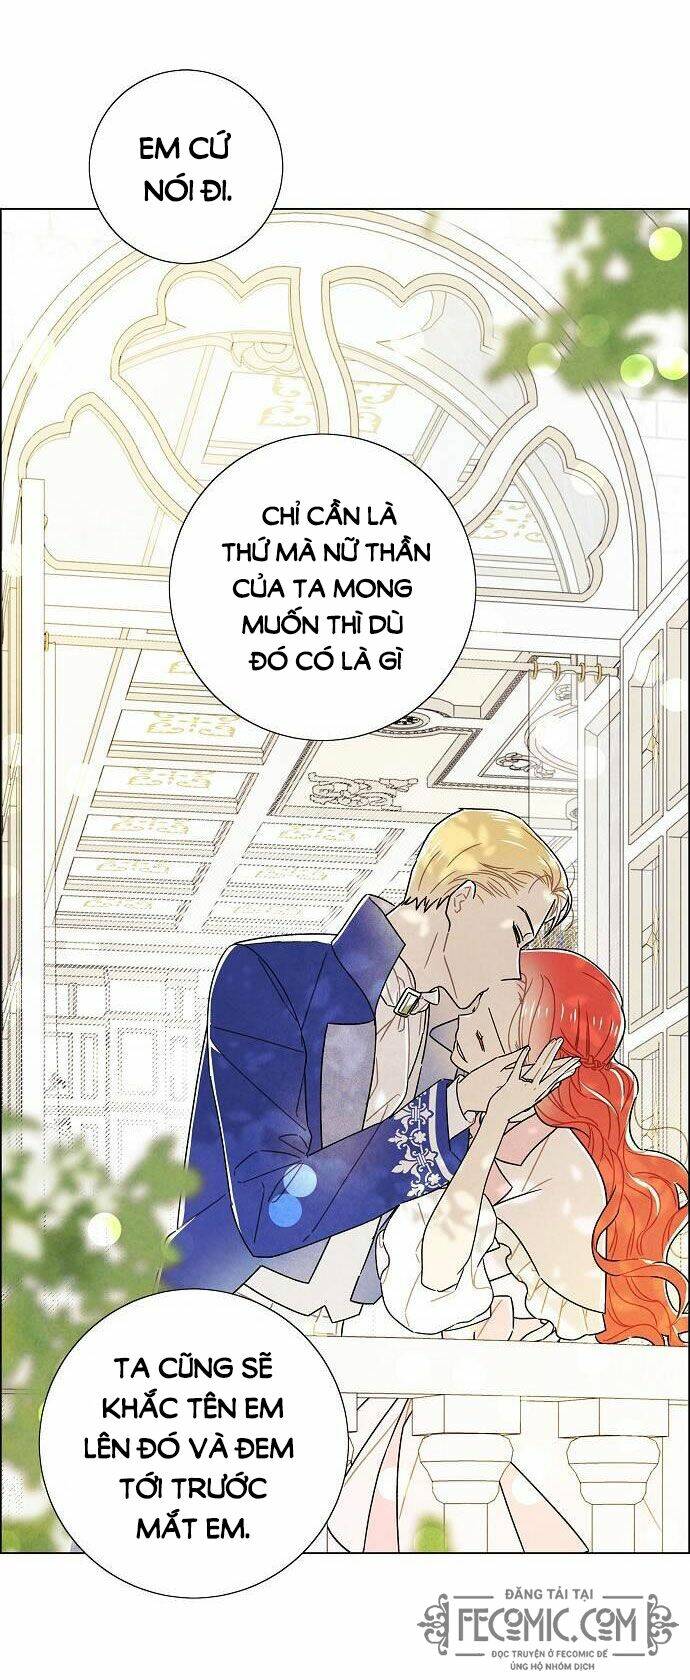 EM CỨ
NÓI ĐI.
CHỈ CẦN LÀ
THỨ MÀ NỮ THẦN
CỦA TA MONG
MUỐN THÌ DÙ
ĐÓ CÓ LÀ GÌ
TA CŨNG SẼ
KHẮC TÊN EM
LÊN ĐÓ VÀ ĐEM
TỚI TRƯỚC
MẮT EM.
ĐĂNG TẢI TẠI
FECOMIC.COM
ĐỌC TRUYỆN Ở FECOMIC ĐỂ
ỦNG HỘ NHÓM DỊCH